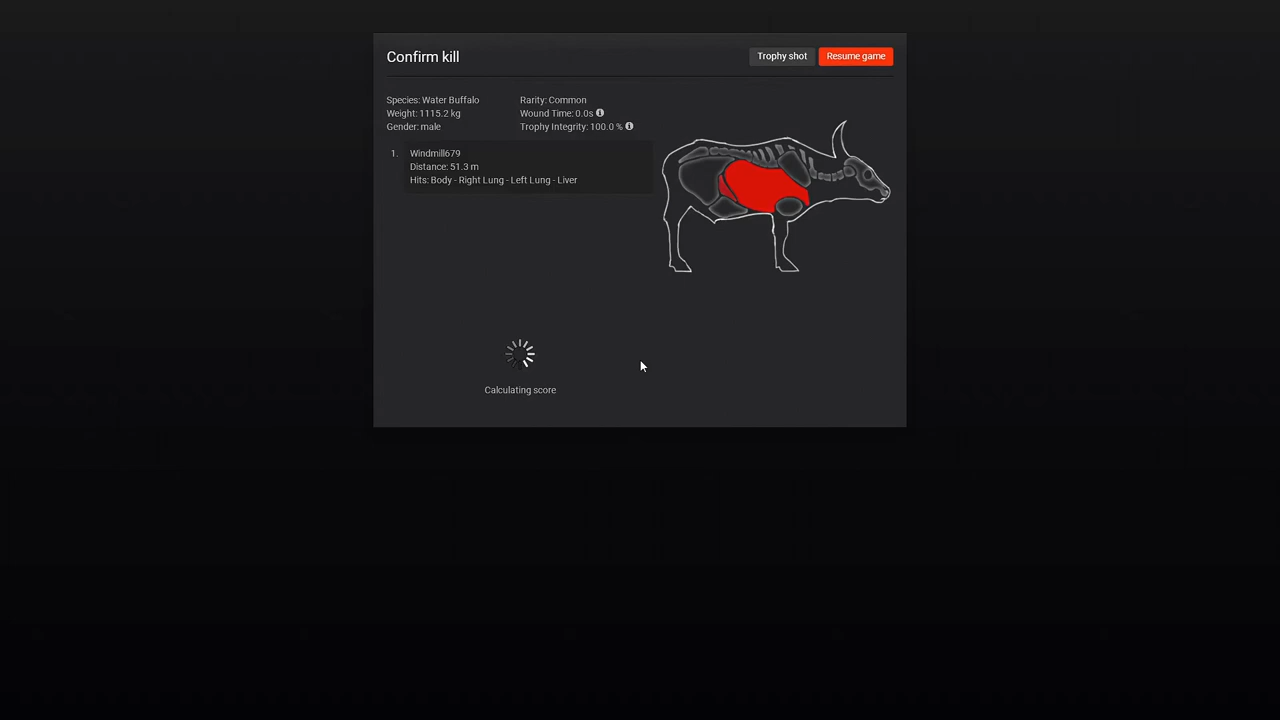 Confirm kill
Trophy shot
Resume game
Species: Water Buffalo
Weight: 1115.2 kg
Gender: male
Rarity: Common
Wound Time: 0.0s
Trophy Integrity: 100.0 %
1.
Windmill679
Distance: 51.3 m
Hits: Body - Right Lung - Left Lung - Liver
Calculating score